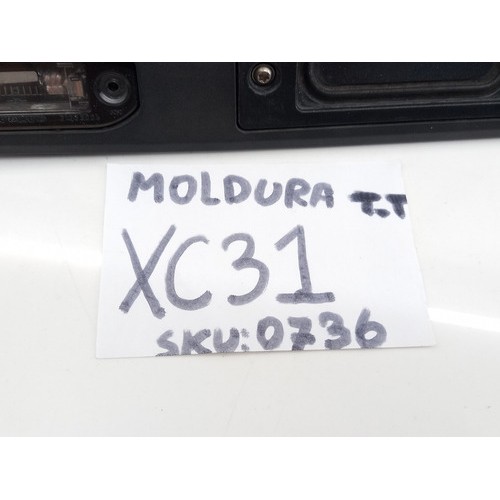 MOLDURA T.T
XC31
SKU:0736